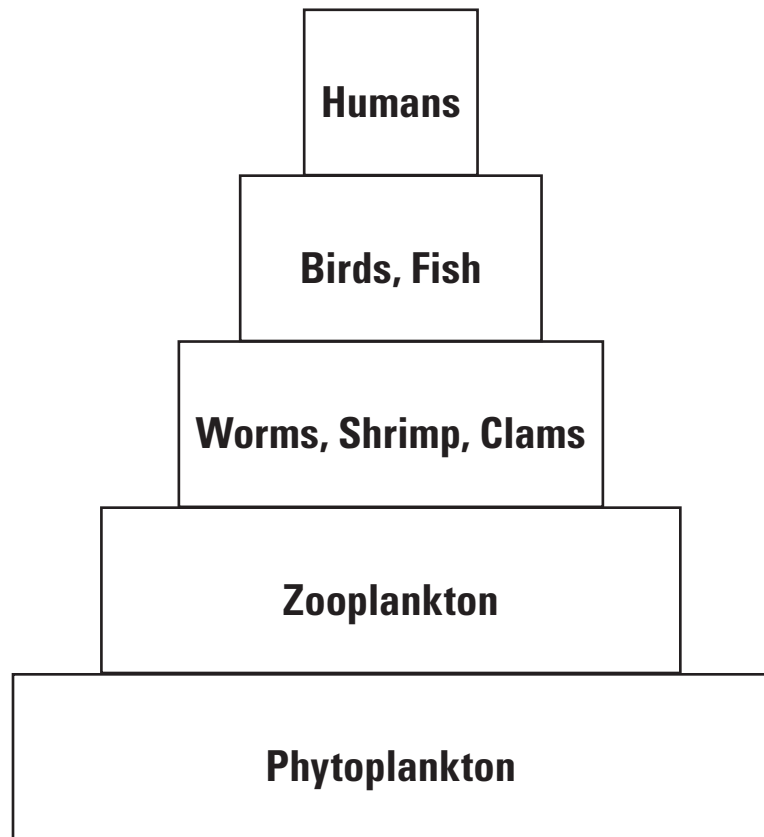 Humans
Birds, Fish
Worms, Shrimp, Clams
Zooplankton
Phytoplankton